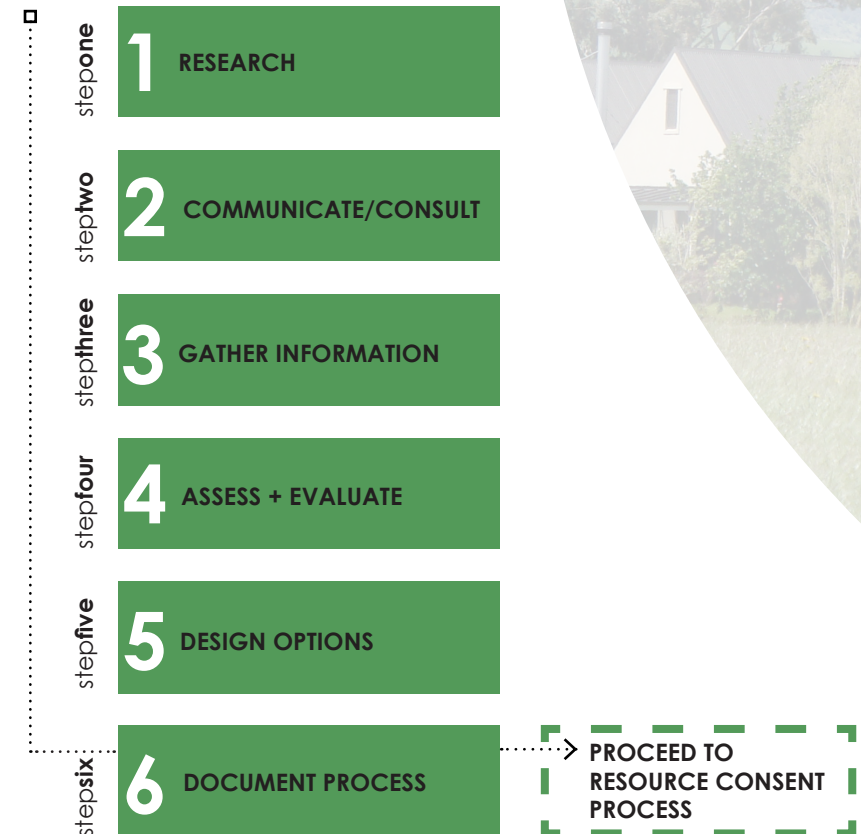 stepone
1 RESEARCH
steptwo
2 COMMUNICATE/CONSULT
stepthree
3 GATHER INFORMATION
stepfour
4 ASSESS + EVALUATE
stepfive
5 DESIGN OPTIONS
stepsix
6 DOCUMENT PROCESS
PROCEED TO
RESOURCE CONSENT
PROCESS